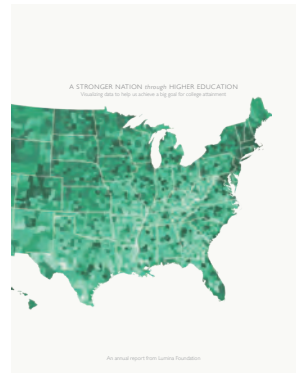 A STRONGER NATION through HIGHER EDUCATION
Visualizing data to help us achieve a big goal for college attainment
An annual report from Lumina Foundation